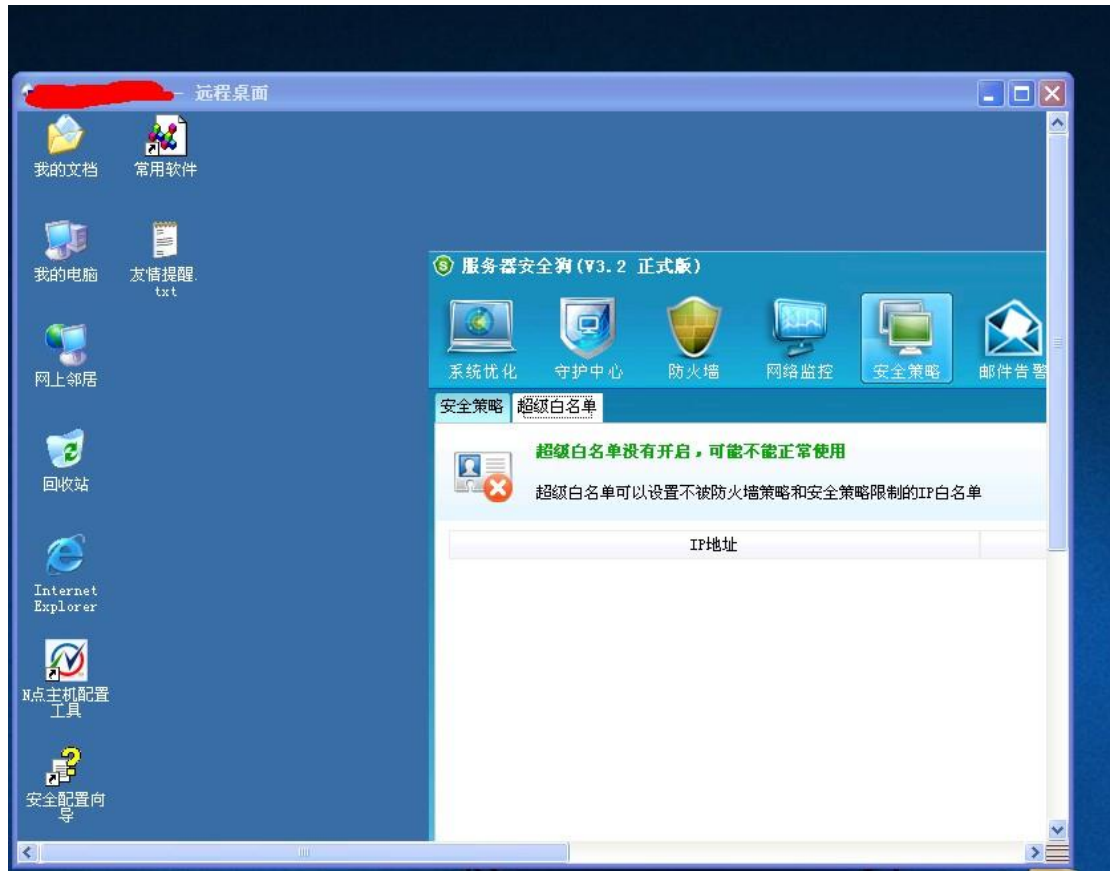 - 远程桌面
我的文档
常用软件
我的电脑
友情提醒.
txt
网上邻居
回收站
Internet
Explorer
N点主机配置
工具
安全配置向
导
服务器安全狗(V3.2 正式版)
系统优化
守护中心
防火墙
网络监控
安全策略
邮件告警
安全策略
超级白名单
超级白名单没有开启，可能不能正常使用
超级白名单可以设置不被防火墙策略和安全策略限制的IP白名单
IP地址